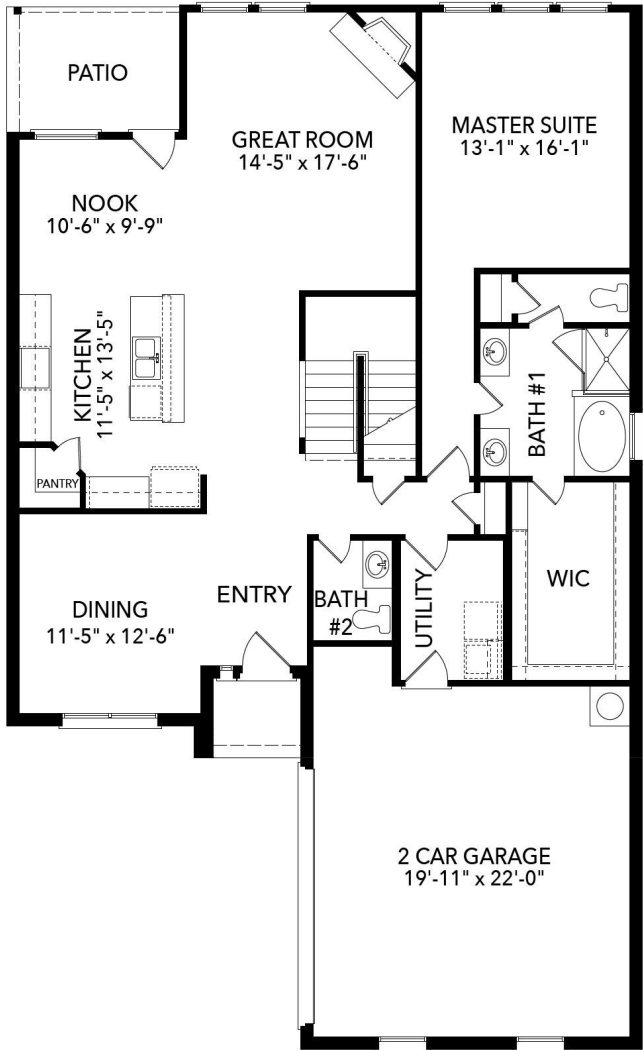 PATIO
GREAT ROOM
14'-5" x 17'-6"
MASTER SUITE
13'-1" x 16'-1"
NOOK
10'-6" x 9'-9"
KITCHEN
11'-5" x 13'-5"
BATH #1
PANTRY
WIC
UTILITY
ENTRY
BATH
#2
DINING
11'-5" x 12'-6"
2 CAR GARAGE
19'-11" x 22'-0"